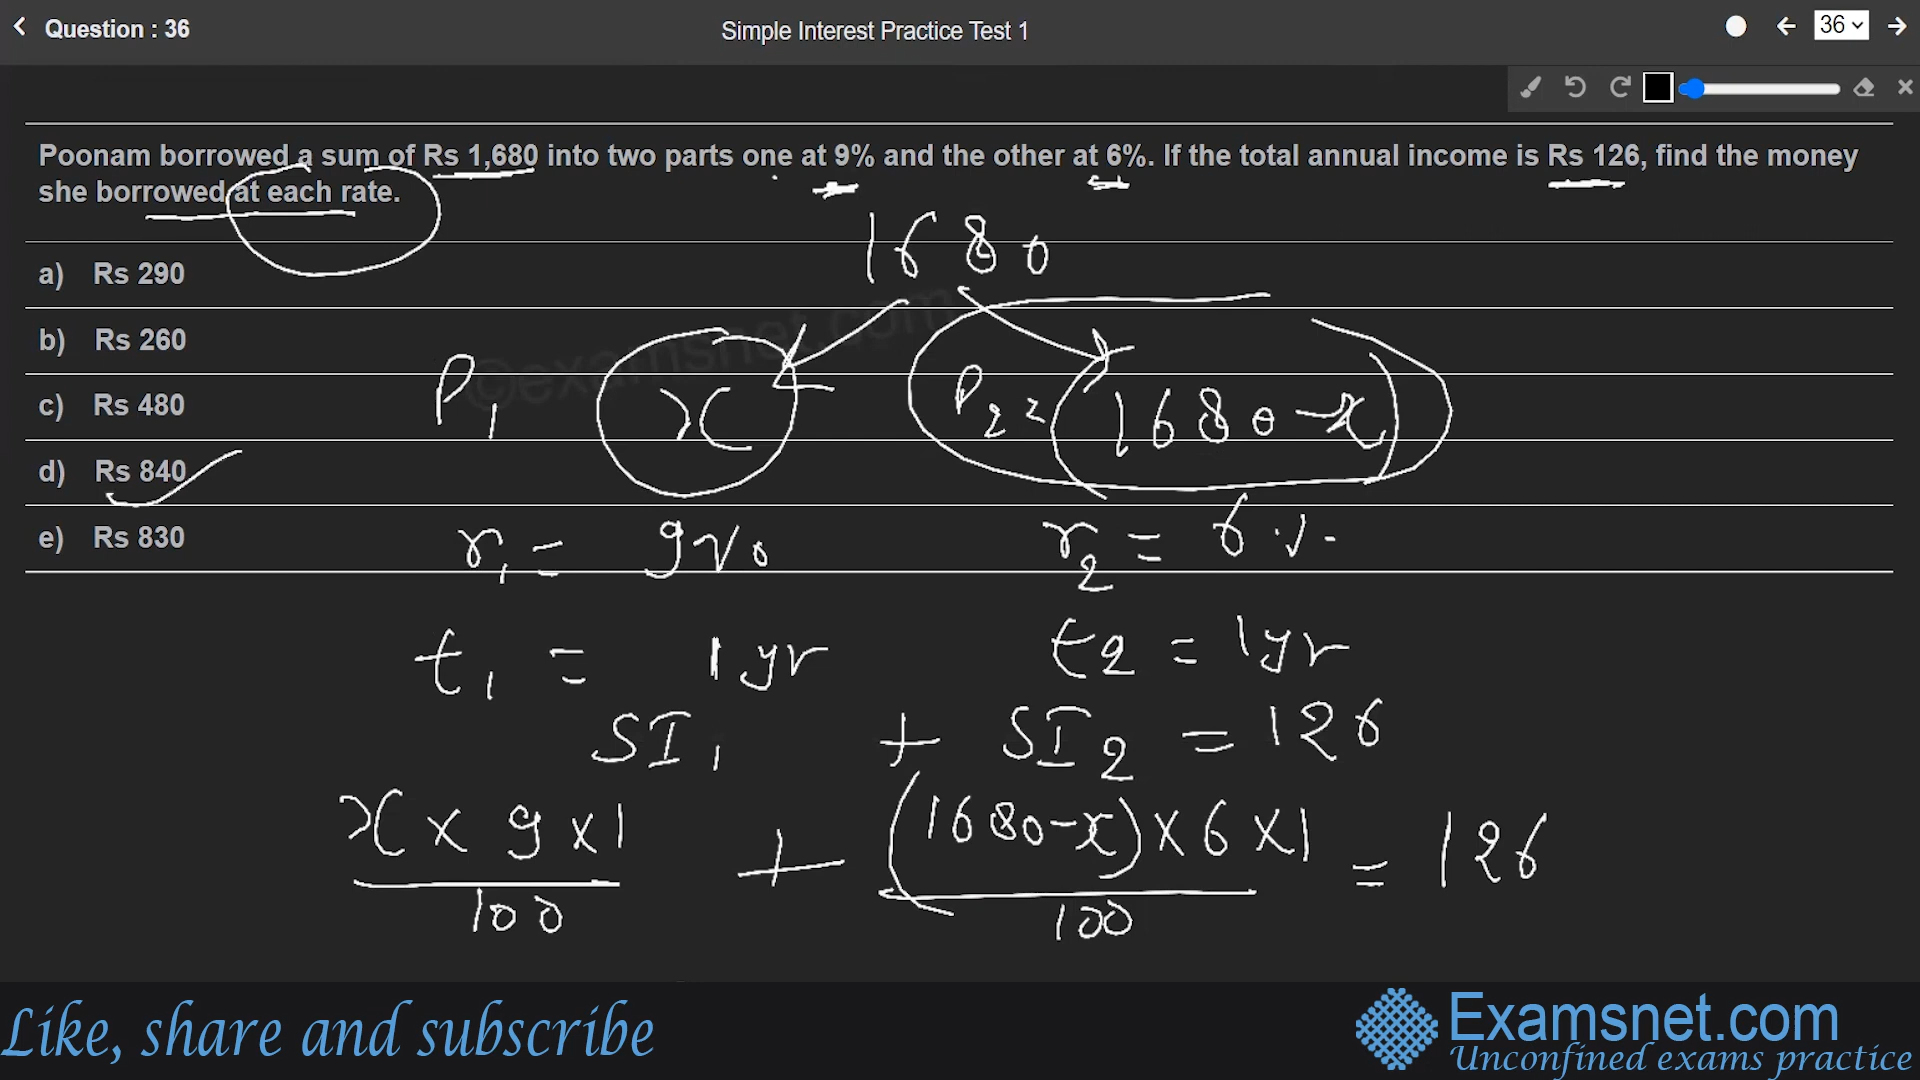 Question : 36
Simple Interest Practice Test 1
36
Poonam borrowed a sum of Rs 1,680 into two parts one at 9% and the other at 6%. If the total annual income is Rs 126, find the money
she borrowed at each rate.
1680
a) Rs 290
b) Rs 260
c) Rs 480
d) Rs 840
e) Rs 830
©examsnet.com
P1 x P2 = 1680-x
r1 = 9% r2 = 6%
t1 = 1 yr t2 = 1yr
SI1 + SI2 = 126
x x 9 x 1 + (1680-x) x 6 x 1 = 126
100 100
Like, share and subscribe
Examsnet.com
Unconfined exams practice